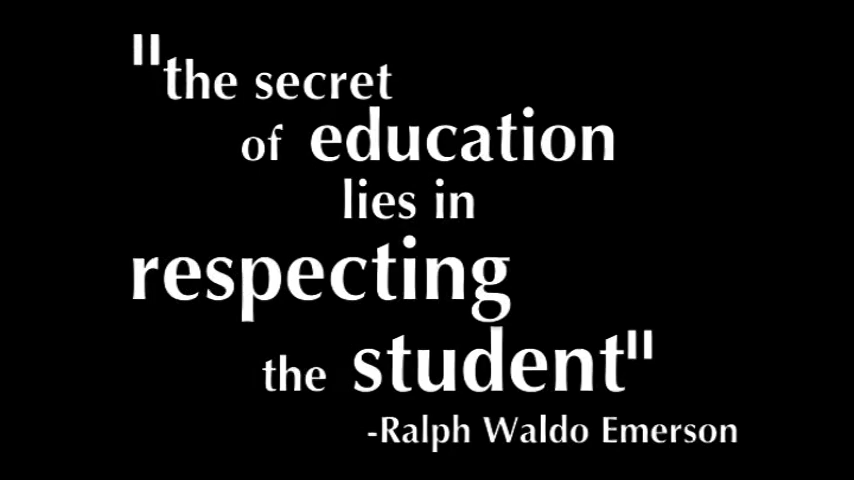 "the secret
of education
lies in
respecting
the student"
-Ralph Waldo Emerson